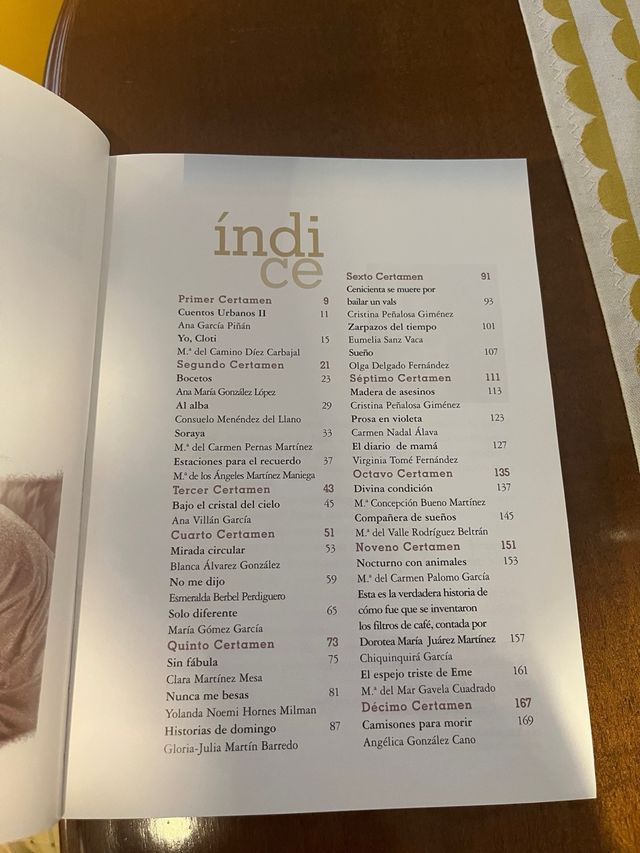 índi
ce
Primer Certamen 9
Cuentos Urbanos II 11
Ana García Piñán
Yo, Cloti 15
M.ª del Camino Díez Carbajal
Segundo Certamen 21
Bocetos 23
Ana María González López
Al alba 29
Consuelo Menéndez del Llano
Soraya 33
M.ª del Carmen Pernas Martínez
Estaciones para el recuerdo 37
M.ª de los Ángeles Martínez Maniega
Tercer Certamen 43
Bajo el cristal del cielo 45
Ana Villán García
Cuarto Certamen 51
Mirada circular 53
Blanca Álvarez González
No me dijo 59
Esmeralda Berbel Perdiguero
Solo diferente 65
María Gómez García
Quinto Certamen 73
Sin fábula 75
Clara Martínez Mesa
Nunca me besas 81
Yolanda Noemi Hornes Milman
Historias de domingo 87
Gloria-Julia Martín Barredo
Sexto Certamen 91
Cenicienta se muere por
bailar un vals 93
Cristina Peñalosa Giménez
Zarpazos del tiempo 101
Eumelia Sanz Vaca
Sueño 107
Olga Delgado Fernández
Séptimo Certamen 111
Madera de asesinos 113
Cristina Peñalosa Giménez
Prosa en violeta 123
Carmen Nadal Álava
El diario de mamá 127
Virginia Tomé Fernández
Octavo Certamen 135
Divina condición 137
M.ª Concepción Bueno Martínez
Compañera de sueños 145
M.ª del Valle Rodríguez Beltrán
Noveno Certamen 151
Nocturno con animales 153
M.ª del Carmen Palomo García
Esta es la verdadera historia de
cómo fue que se inventaron
los filtros de café, contada por
Dorotea María Juárez Martínez 157
Chiquinquirá García
El espejo triste de Eme 161
M.ª del Mar Gavela Cuadrado
Décimo Certamen 167
Camisones para morir 169
Angélica González Cano